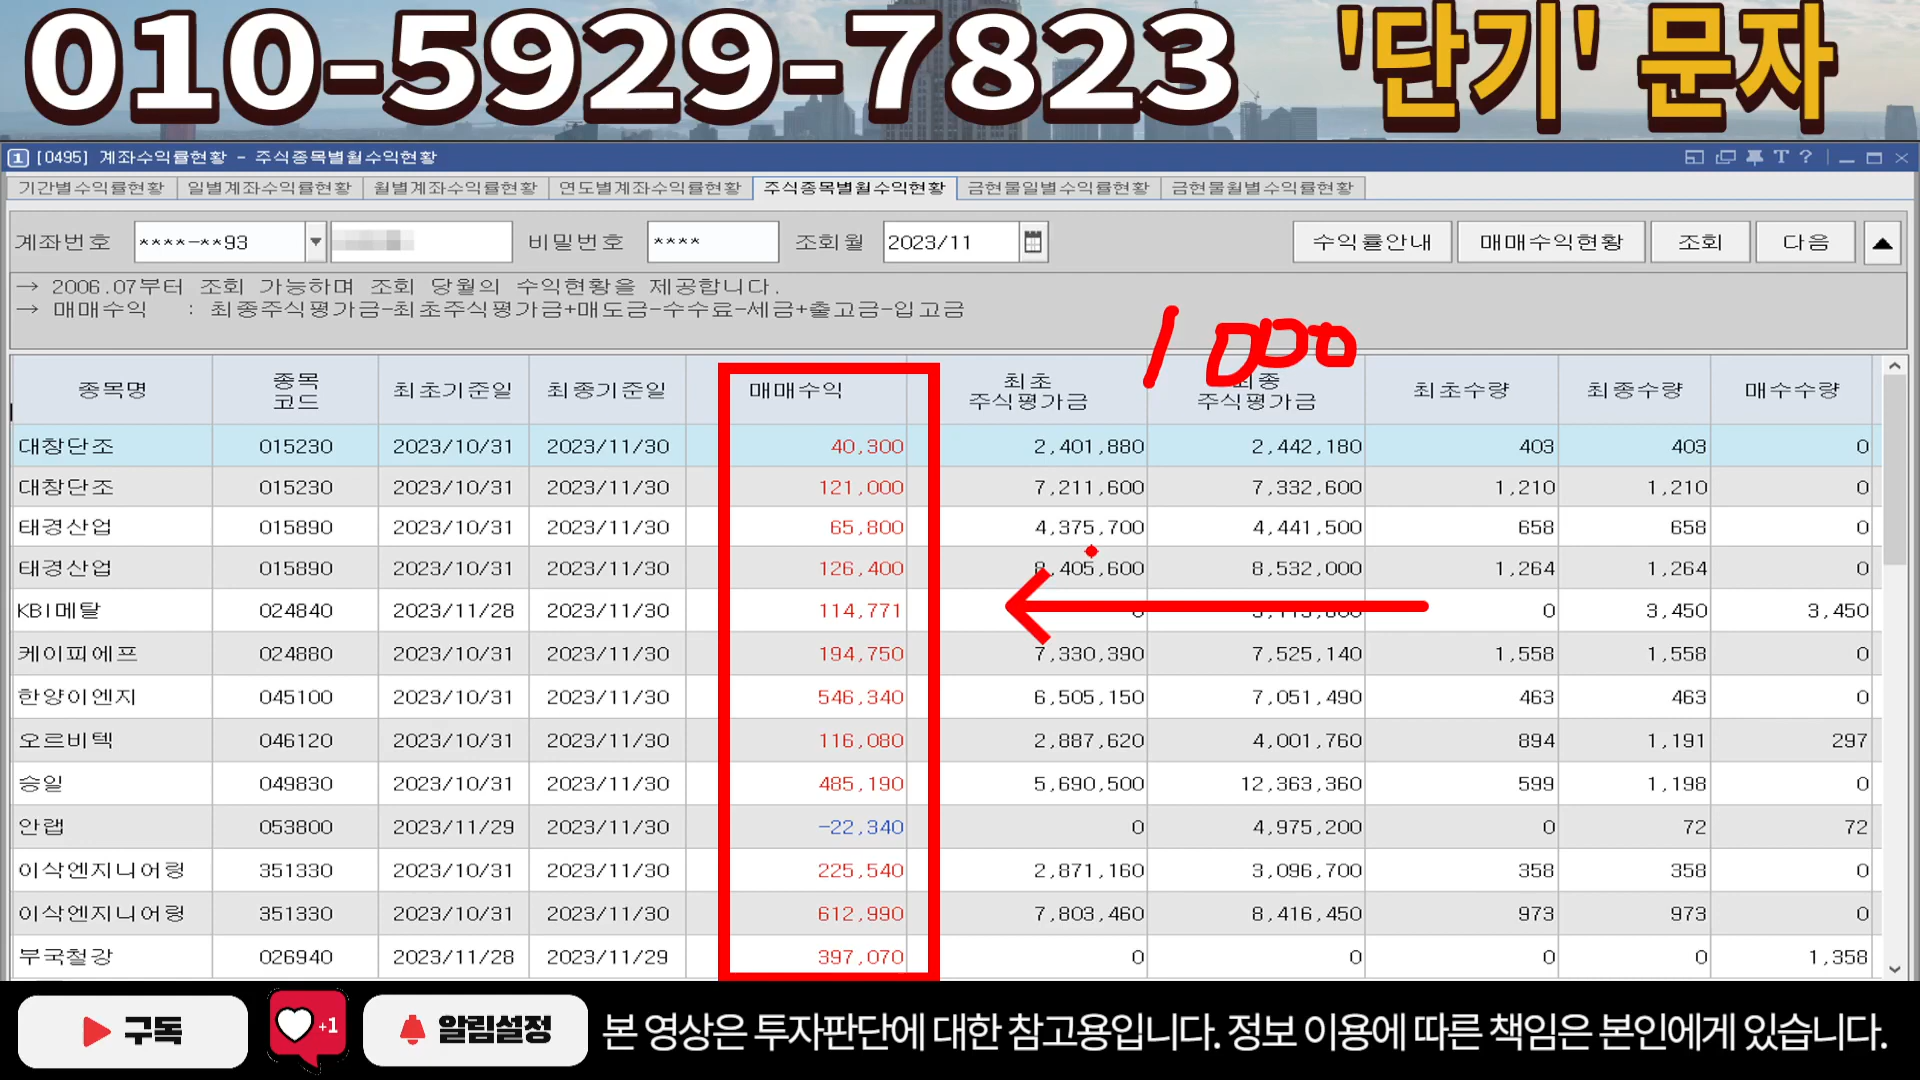 010-5929-7823 '단기' 문자
1 [0495] 계좌수익률현황 - 주식종목별월수익현황
기간별수익률현황 일별계좌수익률현황 월별계좌수익률현황 연도별계좌수익률현황 주식종목별월수익현황 금현물일별수익률현황 금현물월별수익률현황
계좌번호 ****-**93 비밀번호 **** 조회월 2023/11 수익률안내 매매수익현황 조회 다음
→ 2006.07부터 조회 가능하며 조회 당월의 수익현황을 제공합니다.
→ 매매수익 : 최종주식평가금-최초주식평가금+매도금-수수료-세금+출고금-입고금
1000
종목명 종목코드 최초기준일 최종기준일 매매수익 최초주식평가금 최종주식평가금 최초수량 최종수량 매수수량
대창단조 015230 2023/10/31 2023/11/30 40,300 2,401,880 2,442,180 403 403 0
대창단조 015230 2023/10/31 2023/11/30 121,000 7,211,600 7,332,600 1,210 1,210 0
태경산업 015890 2023/10/31 2023/11/30 65,800 4,375,700 4,441,500 658 658 0
태경산업 015890 2023/10/31 2023/11/30 126,400 8,405,600 8,532,000 1,264 1,264 0
KBI메탈 024840 2023/11/28 2023/11/30 114,771 0 0 3,450 3,450
케이피에프 024880 2023/10/31 2023/11/30 194,750 7,330,390 7,525,140 1,558 1,558 0
한양이엔지 045100 2023/10/31 2023/11/30 546,340 6,505,150 7,051,490 463 463 0
오르비텍 046120 2023/10/31 2023/11/30 116,080 2,887,620 4,001,760 894 1,191 297
승일 049830 2023/10/31 2023/11/30 485,190 5,690,500 12,363,360 599 1,198 0
안랩 053800 2023/11/29 2023/11/30 -22,340 0 4,975,200 0 72 72
이삭엔지니어링 351330 2023/10/31 2023/11/30 225,540 2,871,160 3,096,700 358 358 0
이삭엔지니어링 351330 2023/10/31 2023/11/30 612,990 7,803,460 8,416,450 973 973 0
부국철강 026940 2023/11/28 2023/11/29 397,070 0 0 0 0 1,358
구독 +1 알림설정 본 영상은 투자판단에 대한 참고용입니다. 정보 이용에 따른 책임은 본인에게 있습니다.